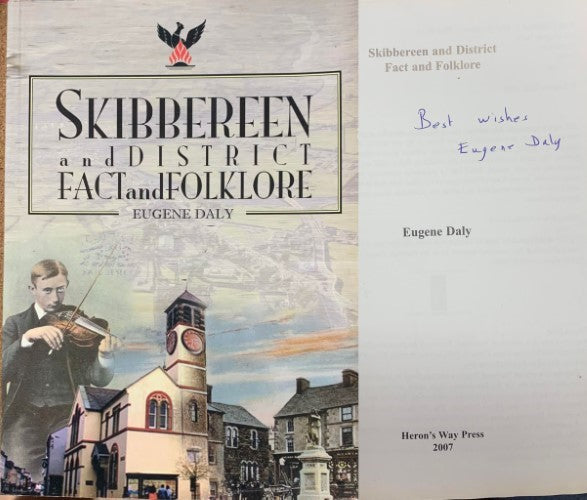 SKIBBEREEN
and DISTRICT
FACT and FOLKLORE
EUGENE DALY
Skibbereen and District
Fact and Folklore
Best wishes
Eugene Daly
Eugene Daly
Heron's Way Press
2007